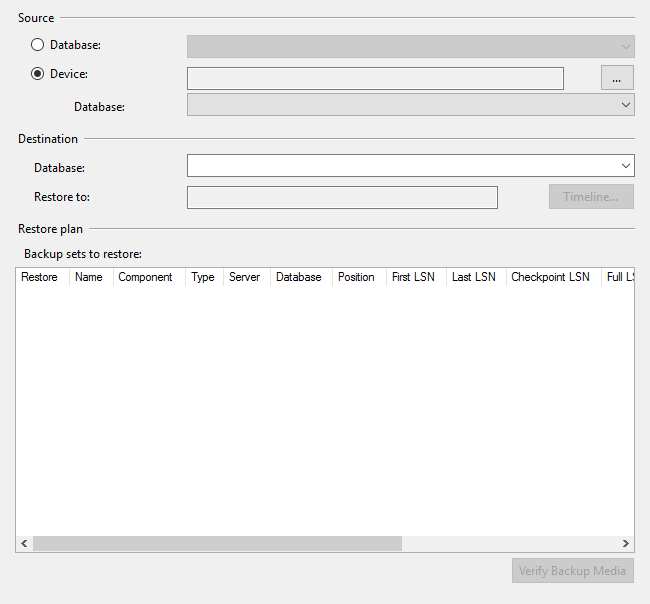 Source
Database:
Device:
...
Database:
Destination
Database:
Restore to:
Timeline...
Restore plan
Backup sets to restore:
Restore Name Component Type Server Database Position First LSN Last LSN Checkpoint LSN Full LS
Verify Backup Media